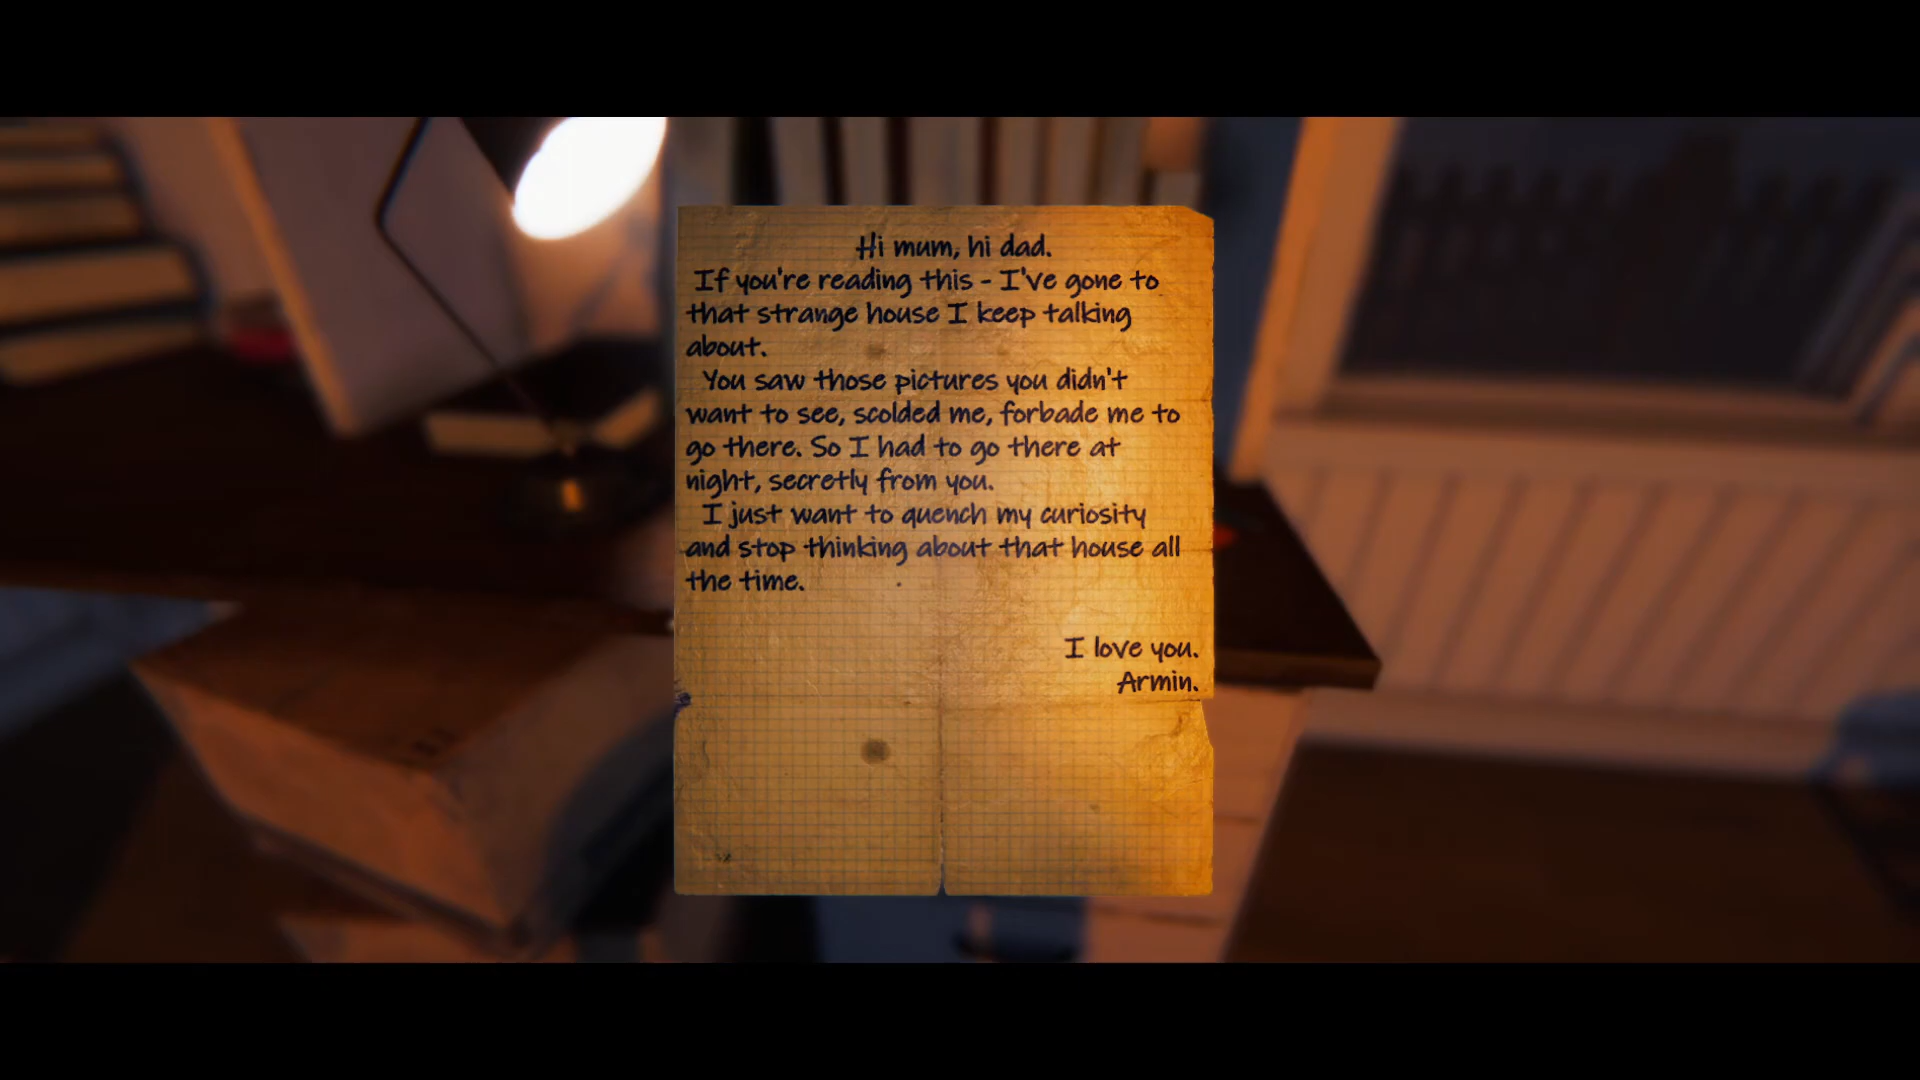 Hi mum, hi dad.
If you're reading this - I've gone to
that strange house I keep talking
about.
You saw those pictures you didn't
want to see, scolded me, forbade me to
go there. So I had to go there at
night, secretly from you.
I just want to quench my curiosity
and stop thinking about that house all
the time.
I love you.
Armin.